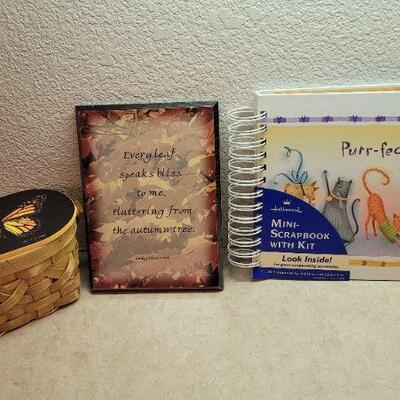 Every leaf
speaks bliss
to me,
fluttering from
the autumn tree.
Purr-fec
Hallmark
MINI-
SCRAPBOOK
WITH KIT
Look Inside!